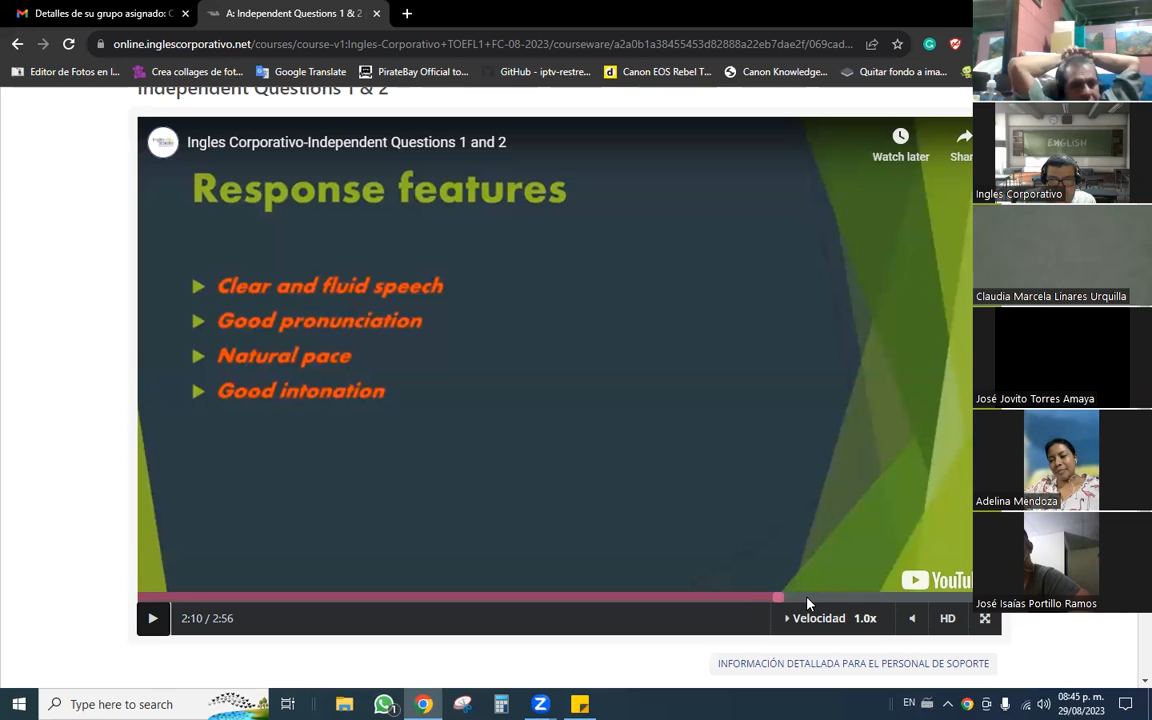 Detalles de su grupo asignado: C
A: Independent Questions 1 & 2
online.inglescorporativo.net/courses/course-v1:Ingles-Corporativo+TOEFL1+FC-08-2023/courseware/a2a0b1a38455453d82888a22eb7dae2f/069cad...
Editor de Fotos en I...
Crea collages de fot...
Google Translate
PirateBay Official to...
GitHub - iptv-restre...
Canon EOS Rebel T...
Canon Knowledge...
Quitar fondo a ima...
Independent Questions 1 & 2
Ingles Corporativo-Independent Questions 1 and 2
Watch later
Shar
Response features
Clear and fluid speech
Good pronunciation
Natural pace
Good intonation
YouTu
2:10 / 2:56
Velocidad 1.0x
HD
INFORMACIÓN DETALLADA PARA EL PERSONAL DE SOPORTE
ENGLISH
Ingles Corporativo
Claudia Marcela Linares Urquilla
José Jovito Torres Amaya
Adelina Mendoza
José Isaías Portillo Ramos
Type here to search
1
EN
08:45 p. m.
29/08/2023